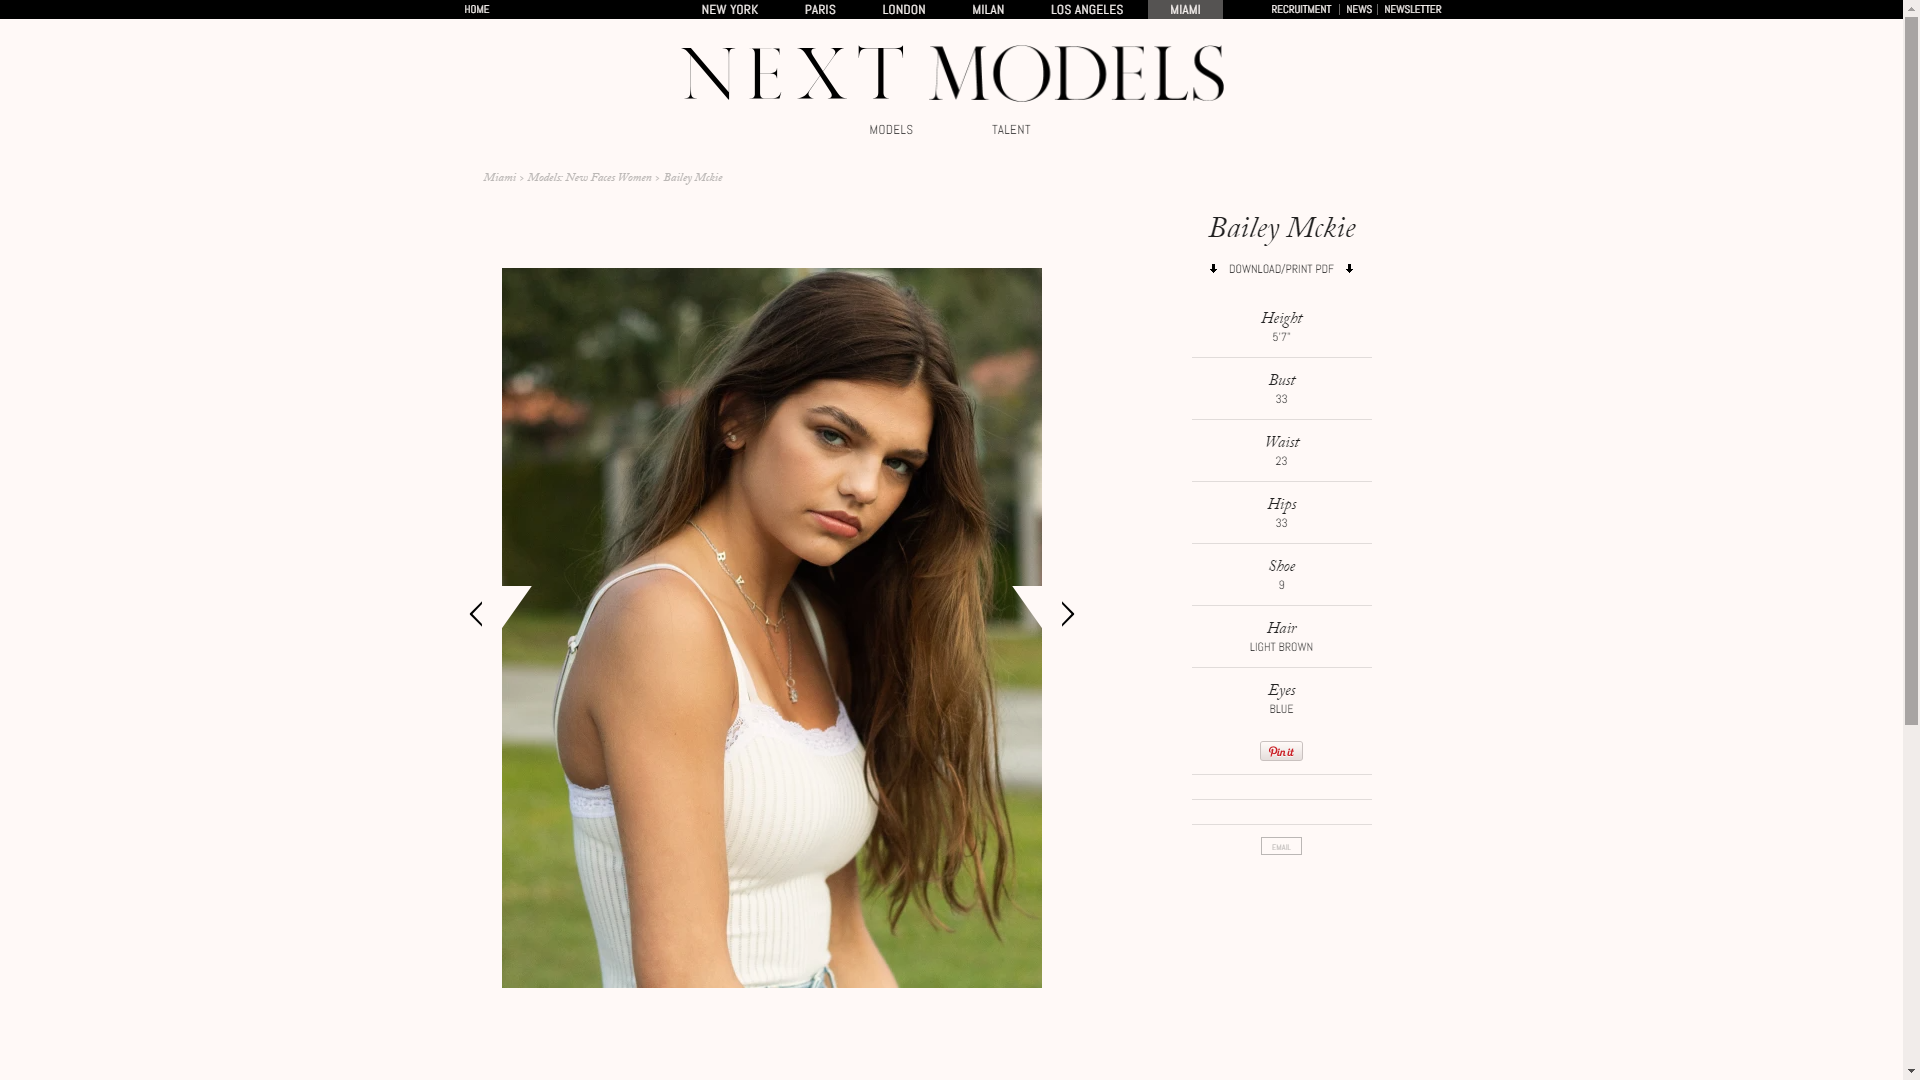 HOME NEW YORK PARIS LONDON MILAN LOS ANGELES MIAMI RECRUITMENT | NEWS | NEWSLETTER
NEXT MODELS
MODELS TALENT
Miami > Models: New Faces Women > Bailey Mckie
Bailey Mckie
DOWNLOAD/PRINT PDF
Height
5'7"
Bust
33
Waist
23
Hips
33
Shoe
9
Hair
LIGHT BROWN
Eyes
BLUE
Pin it
EMAIL